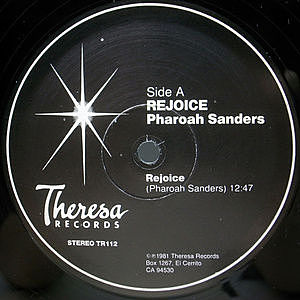 Side A
REJOICE
Pharoah Sanders
Rejoice
(Pharoah Sanders) 12:47
Theresa
RECORDS
STEREO TR112
©℗1981 Theresa Records
Box 1267, El Cerrito
CA 94530